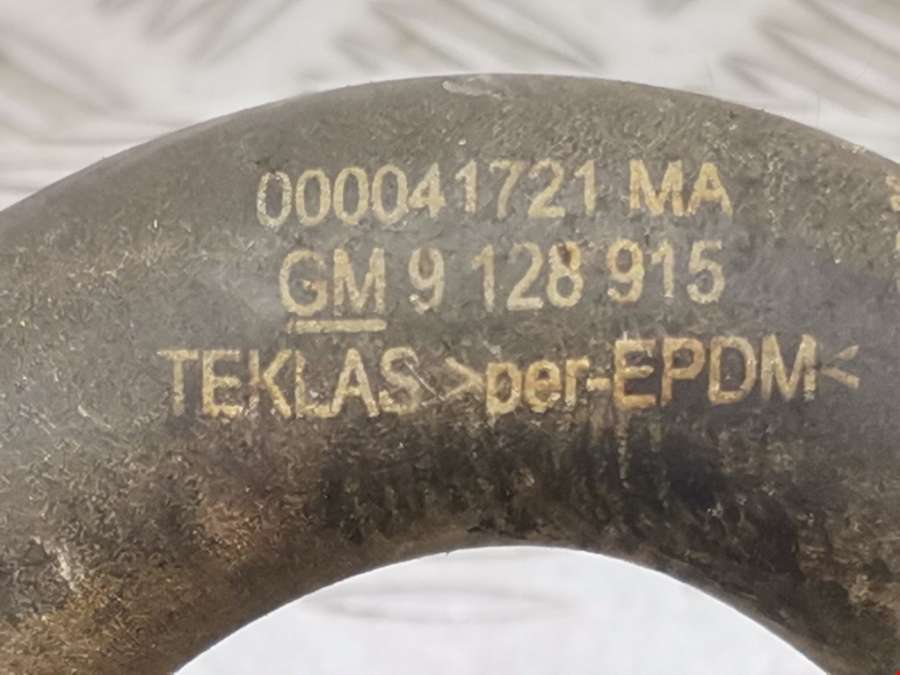 000041721 MA
GM 9 128 915
TEKLAS >per-EPDM<